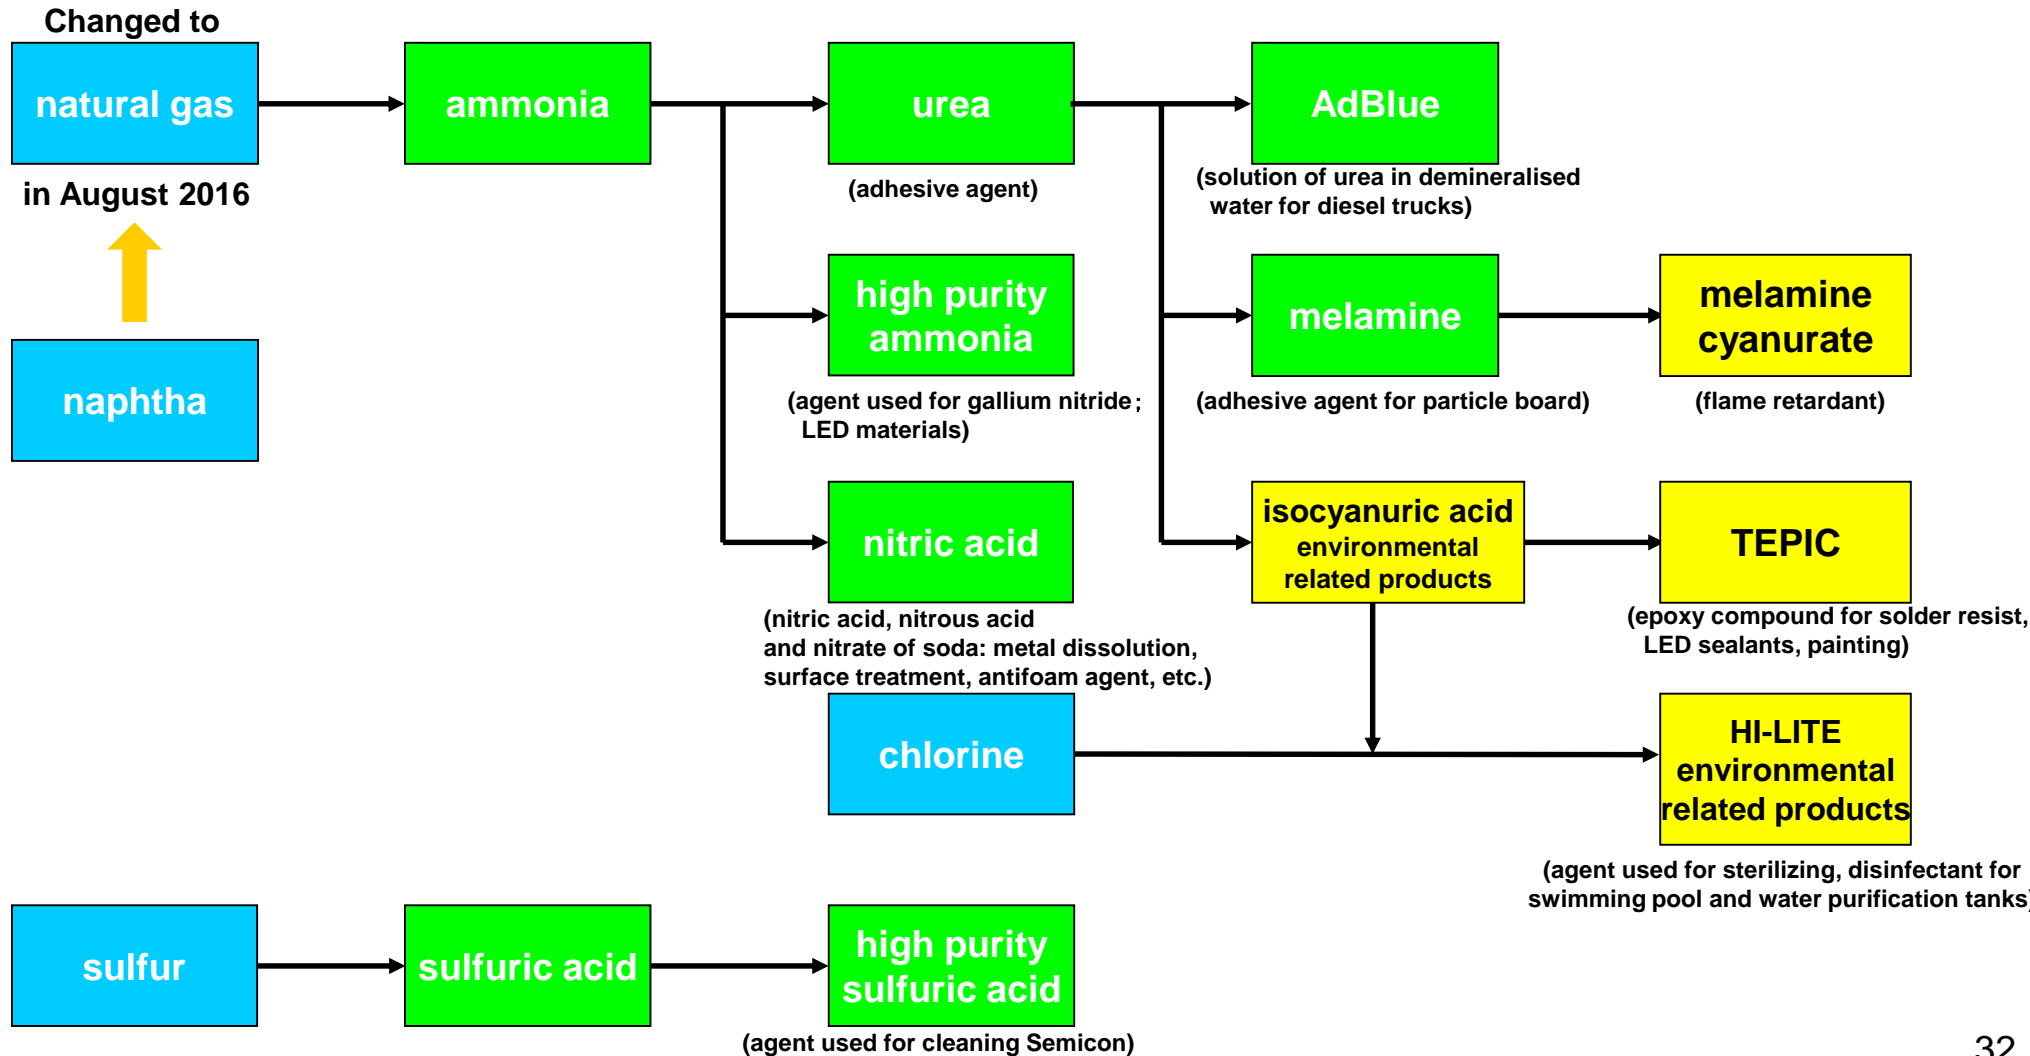 Changed to
natural gas
ammonia
urea
AdBlue
in August 2016
(adhesive agent)
(solution of urea in demineralised
water for diesel trucks)
naphtha
high purity
ammonia
melamine
melamine
cyanurate
(agent used for gallium nitride;
LED materials)
(adhesive agent for particle board)
(flame retardant)
nitric acid
isocyanuric acid
environmental
related products
TEPIC
(nitric acid, nitrous acid
and nitrate of soda: metal dissolution,
surface treatment, antifoam agent, etc.)
(epoxy compound for solder resist,
LED sealants, painting)
chlorine
HI-LITE
environmental
related products
(agent used for sterilizing, disinfectant for
swimming pool and water purification tanks)
sulfur
sulfuric acid
high purity
sulfuric acid
(agent used for cleaning Semicon)
32